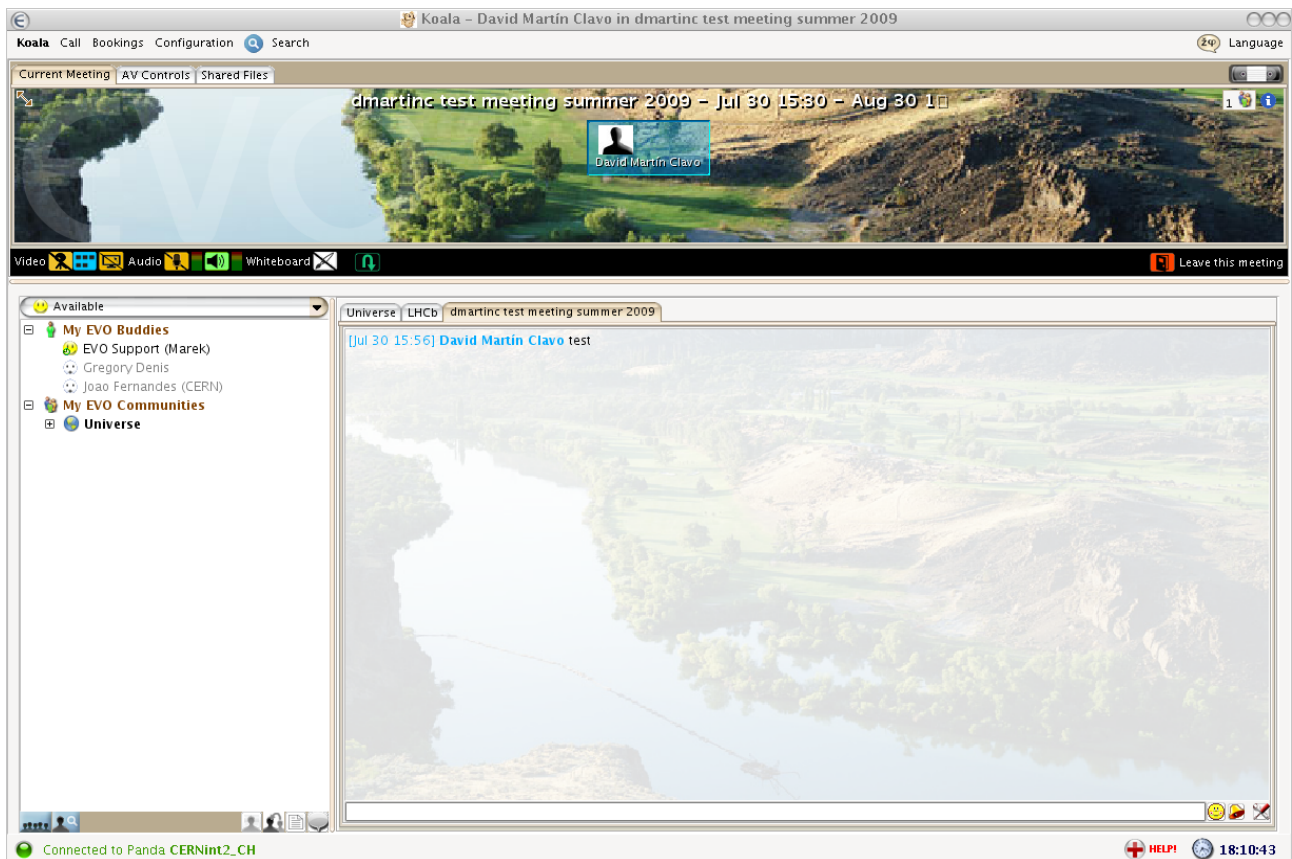 Koala – David Martín Clavo in dmartinc test meeting summer 2009
Koala Call Bookings Configuration Search
Language
Current Meeting AV Controls Shared Files
dmartinc test meeting summer 2009 – Jul 30 15:30 – Aug 30 1
1
EVO
David Martín Clavo
Video Audio Whiteboard
Leave this meeting
Available
Universe LHCb dmartinc test meeting summer 2009
My EVO Buddies
EVO Support (Marek)
Gregory Denis
Joao Fernandes (CERN)
My EVO Communities
Universe
[Jul 30 15:56] David Martín Clavo test
Connected to Panda CERNint2_CH
HELP!
18:10:43